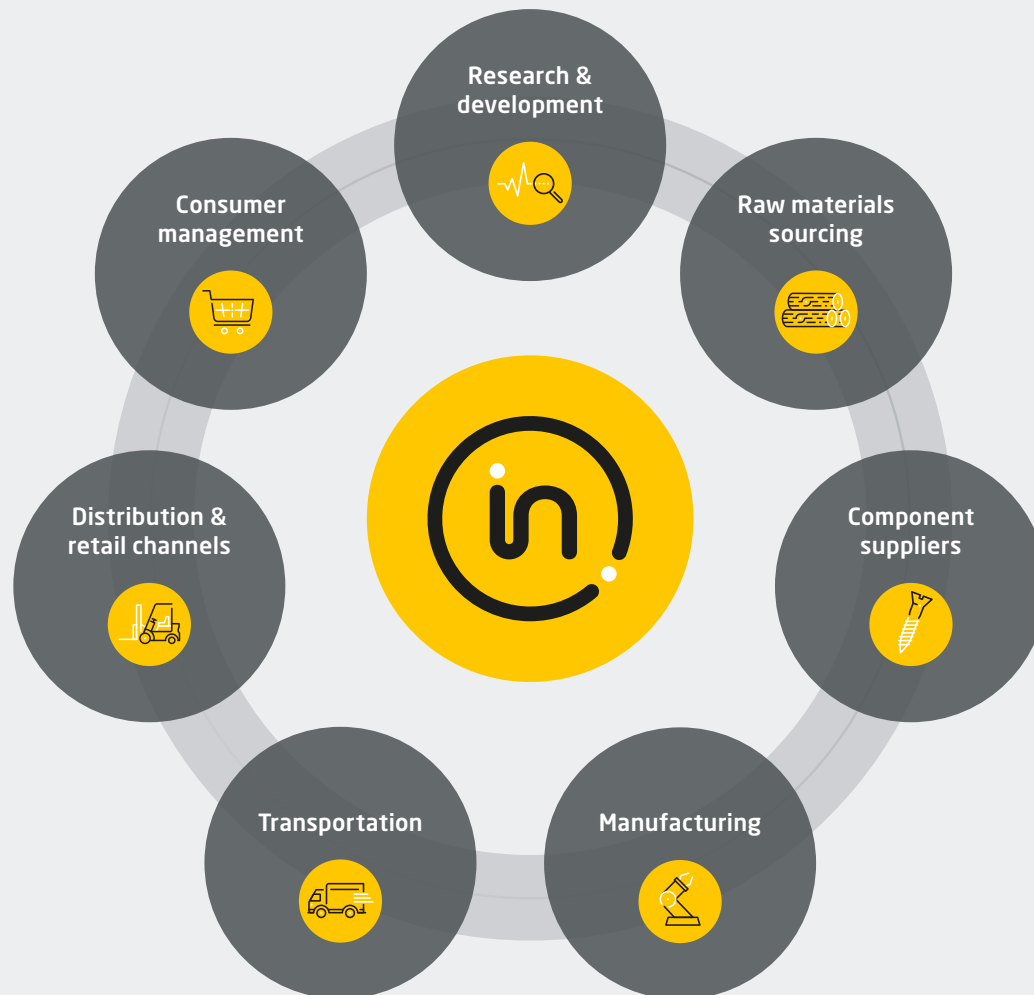 Research &
development
Raw materials
sourcing
Component
suppliers
Manufacturing
Transportation
Distribution &
retail channels
Consumer
management
in